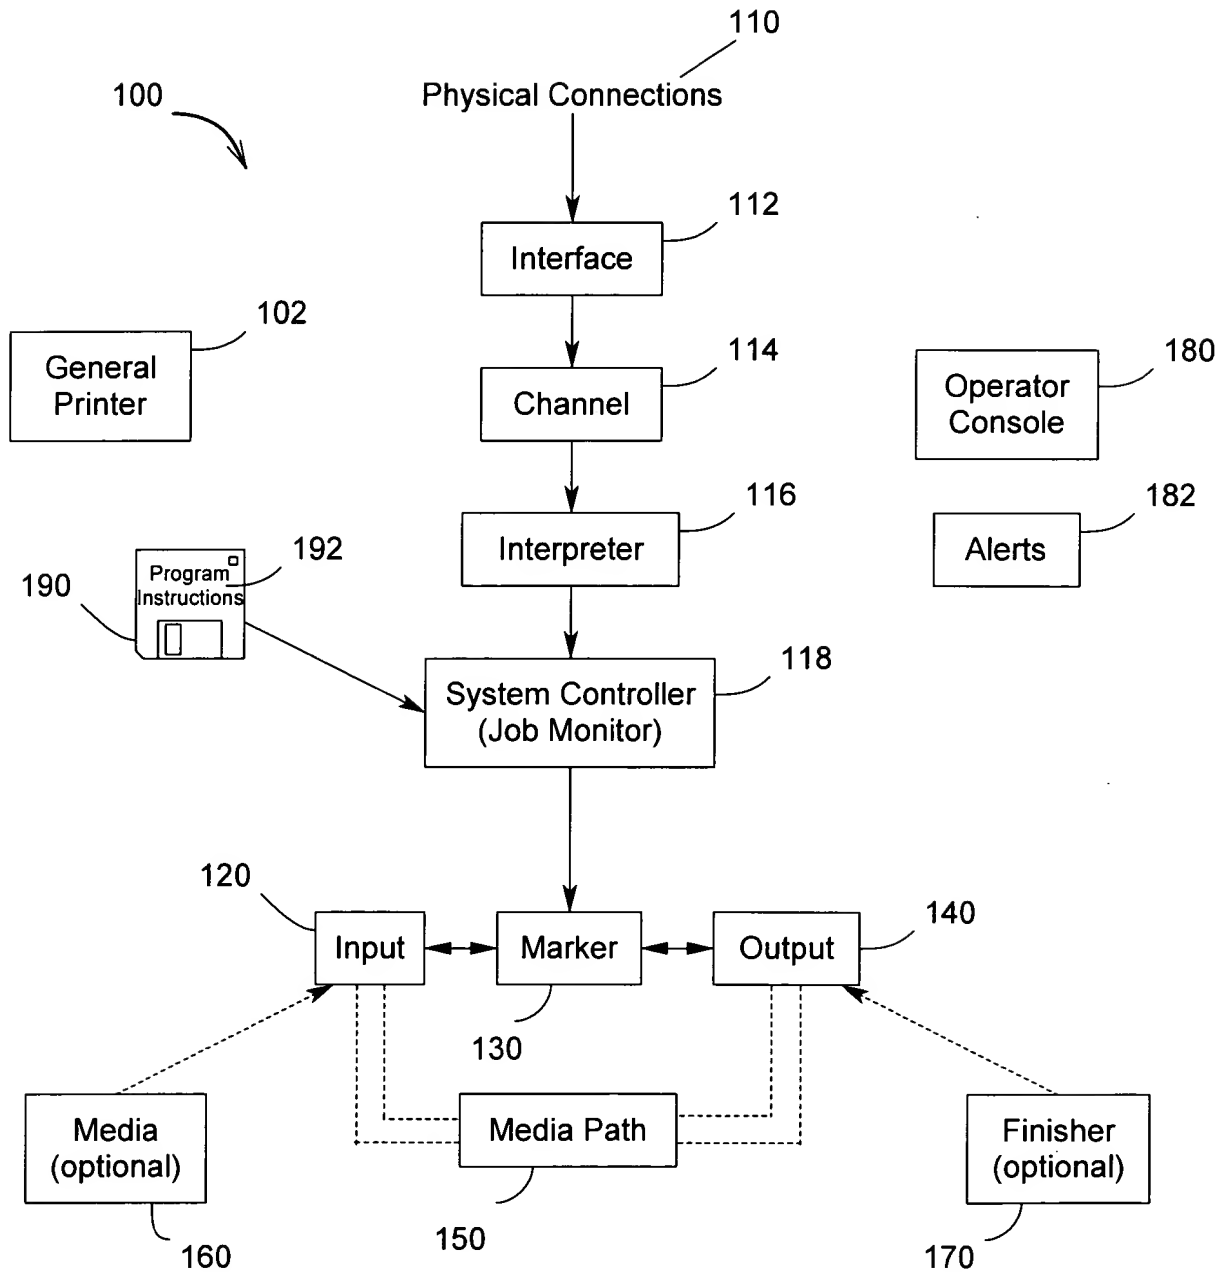 110
Physical Connections
100
112
Interface
102
General
Printer
114
Channel
180
Operator
Console
116
Interpreter
182
Alerts
192
Program
Instructions
190
118
System Controller
(Job Monitor)
120
Input
Marker
140
Output
130
Media
(optional)
Media Path
Finisher
(optional)
160
150
170